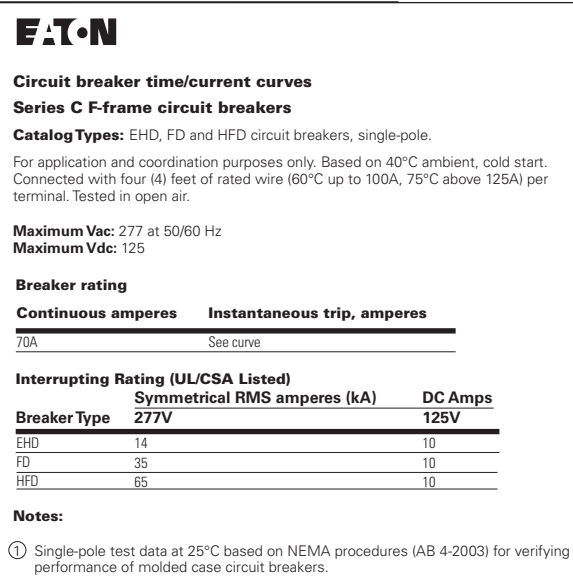 EATON
Circuit breaker time/current curves
Series C F-frame circuit breakers
Catalog Types: EHD, FD and HFD circuit breakers, single-pole.
For application and coordination purposes only. Based on 40°C ambient, cold start.
Connected with four (4) feet of rated wire (60°C up to 100A, 75°C above 125A) per
terminal. Tested in open air.
Maximum Vac: 277 at 50/60 Hz
Maximum Vdc: 125
Breaker rating
Continuous amperes Instantaneous trip, amperes
70A See curve
Interrupting Rating (UL/CSA Listed)
Symmetrical RMS amperes (kA) DC Amps
Breaker Type 277V 125V
EHD 14 10
FD 35 10
HFD 65 10
Notes:
① Single-pole test data at 25°C based on NEMA procedures (AB 4-2003) for verifying
performance of molded case circuit breakers.